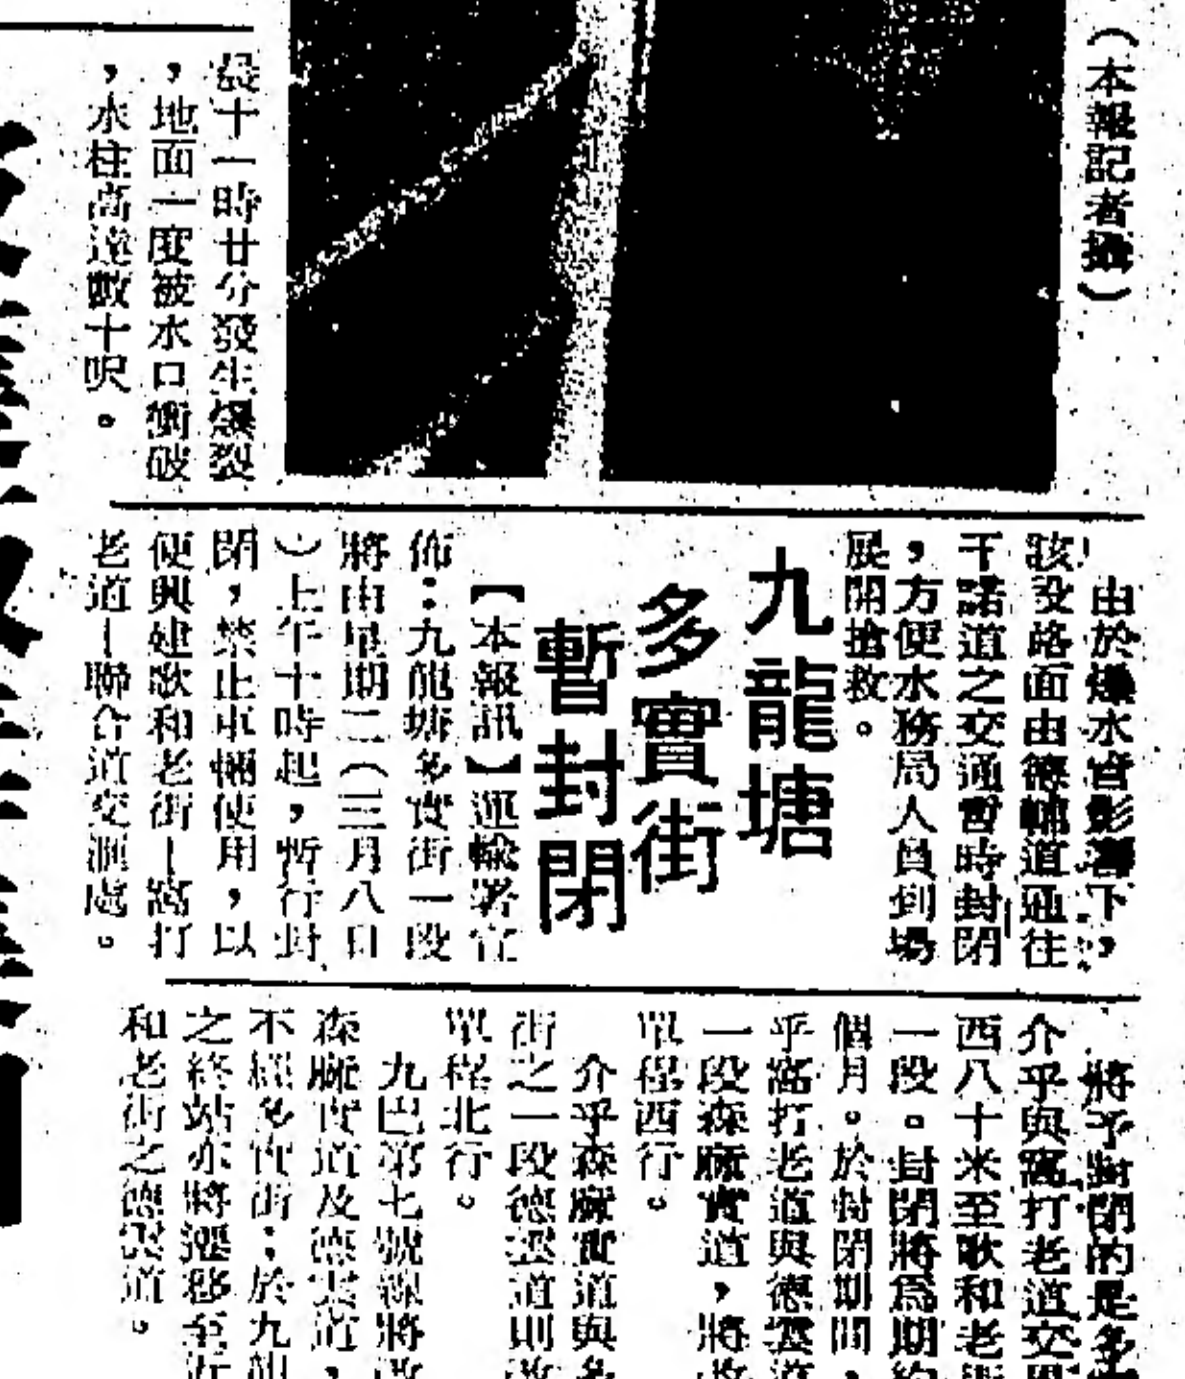 （本報記者攝）
晨十一時廿分發生爆裂
，地面一度被水口衝破
，水柱高達數十呎。
由於爆水管影響下，
該段路面由德輔道通往
干諾道之交通暫時封閉
，方便水務局人員到場
展開搶救。
九龍塘
多實街
暫封閉
【本報訊】運輸署宣
佈：九龍塘多實街一段
將由星期二（三月八日
）上午十時起，暫行封
閉，禁止車輛使用，以
便興建歌和老街—窩打
老道—聯合道交匯處。
將予封閉的是多
介乎與窩打老道交界
西八十米至歌和老街
一段。封閉將為期約
個月。於封閉期間，
乎窩打老道與德雲道
一段森麻實道，將改
單程西行。
介乎森麻實道與多
街之一段德雲道則改
單程北行。
九巴第七號線將改
森麻實道及德雲道，
不經多實街；於九龍
之終站亦將遷移至近
和老街之德雲道。